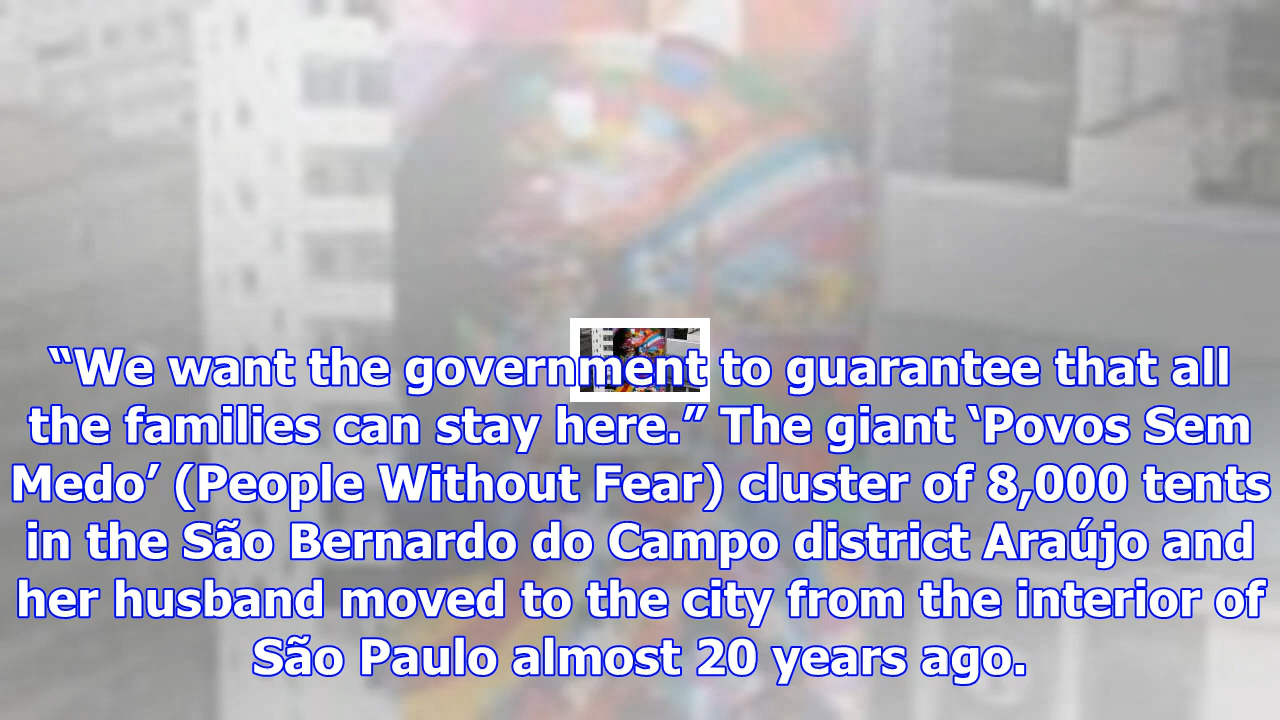 “We want the government to guarantee that all
the families can stay here.” The giant ‘Povos Sem
Medo’ (People Without Fear) cluster of 8,000 tents
in the São Bernardo do Campo district Araújo and
her husband moved to the city from the interior of
São Paulo almost 20 years ago.